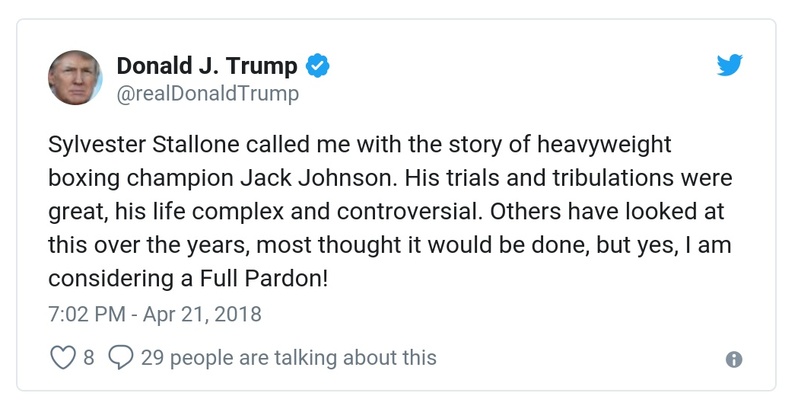 Donald J. Trump
@realDonaldTrump
Sylvester Stallone called me with the story of heavyweight
boxing champion Jack Johnson. His trials and tribulations were
great, his life complex and controversial. Others have looked at
this over the years, most thought it would be done, but yes, I am
considering a Full Pardon!
7:02 PM - Apr 21, 2018
8 29 people are talking about this